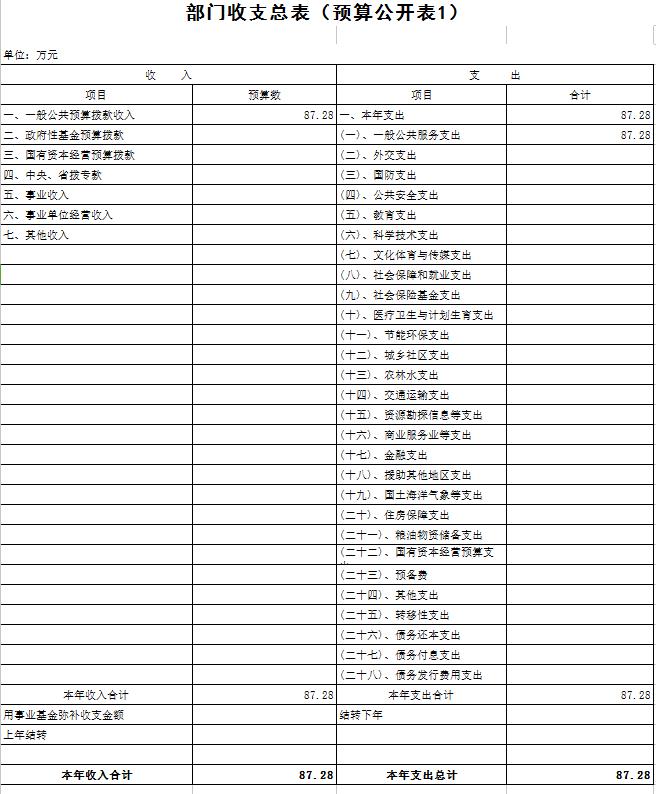 部门收支总表（预算公开表1）
单位：万元
收 入 支 出
项目 预算数 项目 合计
一、一般公共预算拨款收入 87.28 一、本年支出 87.28
二、政府性基金预算拨款 (一)、一般公共服务支出 87.28
三、国有资本经营预算拨款 (二)、外交支出
四、中央、省拨专款 (三)、国防支出
五、事业收入 (四)、公共安全支出
六、事业单位经营收入 (五)、教育支出
七、其他收入 (六)、科学技术支出
(七)、文化体育与传媒支出
(八)、社会保障和就业支出
(九)、社会保险基金支出
(十)、医疗卫生与计划生育支出
(十一)、节能环保支出
(十二)、城乡社区支出
(十三)、农林水支出
(十四)、交通运输支出
(十五)、资源勘探信息等支出
(十六)、商业服务业等支出
(十七)、金融支出
(十八)、援助其他地区支出
(十九)、国土海洋气象等支出
(二十)、住房保障支出
(二十一)、粮油物资储备支出
(二十二)、国有资本经营预算支
(二十三)、预备费
(二十四)、其他支出
(二十五)、转移性支出
(二十六)、债务还本支出
(二十七)、债务付息支出
(二十八)、债务发行费用支出
本年收入合计 87.28 本年支出合计 87.28
用事业基金弥补收支金额 结转下年
上年结转
本年收入合计 87.28 本年支出总计 87.28